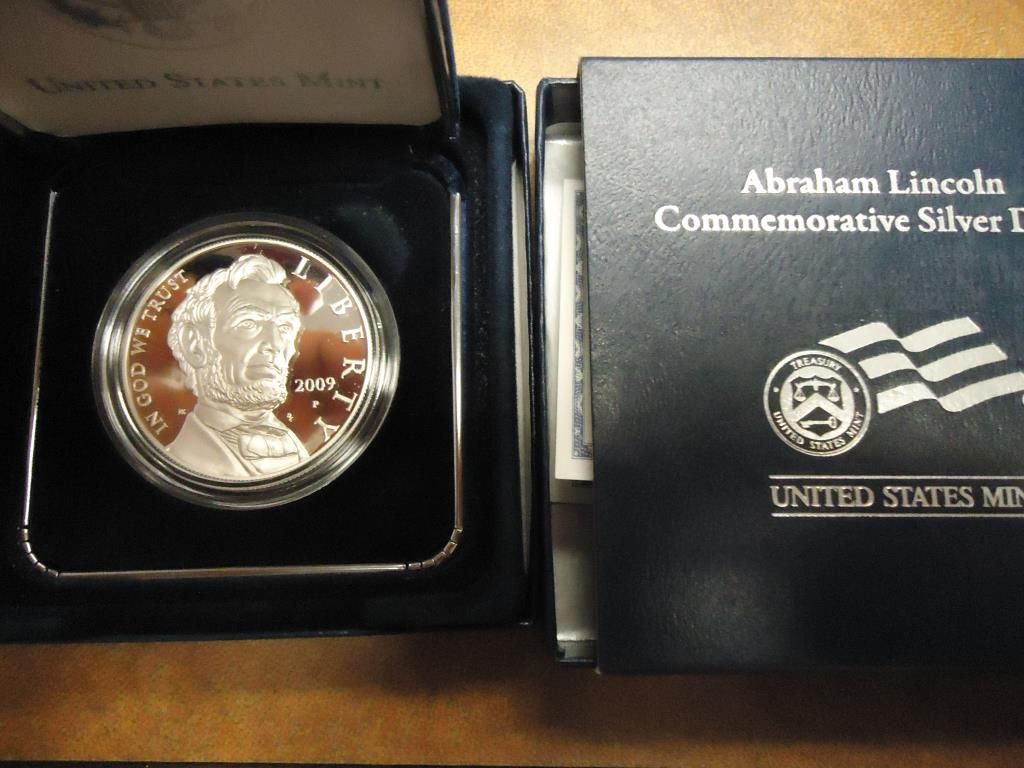 UNITED STATES MINT
IN GOD WE TRUST
LIBERTY
2009
P
Abraham Lincoln
Commemorative Silver D
TREASURY
UNITED STATES MINT
UNITED STATES MIN